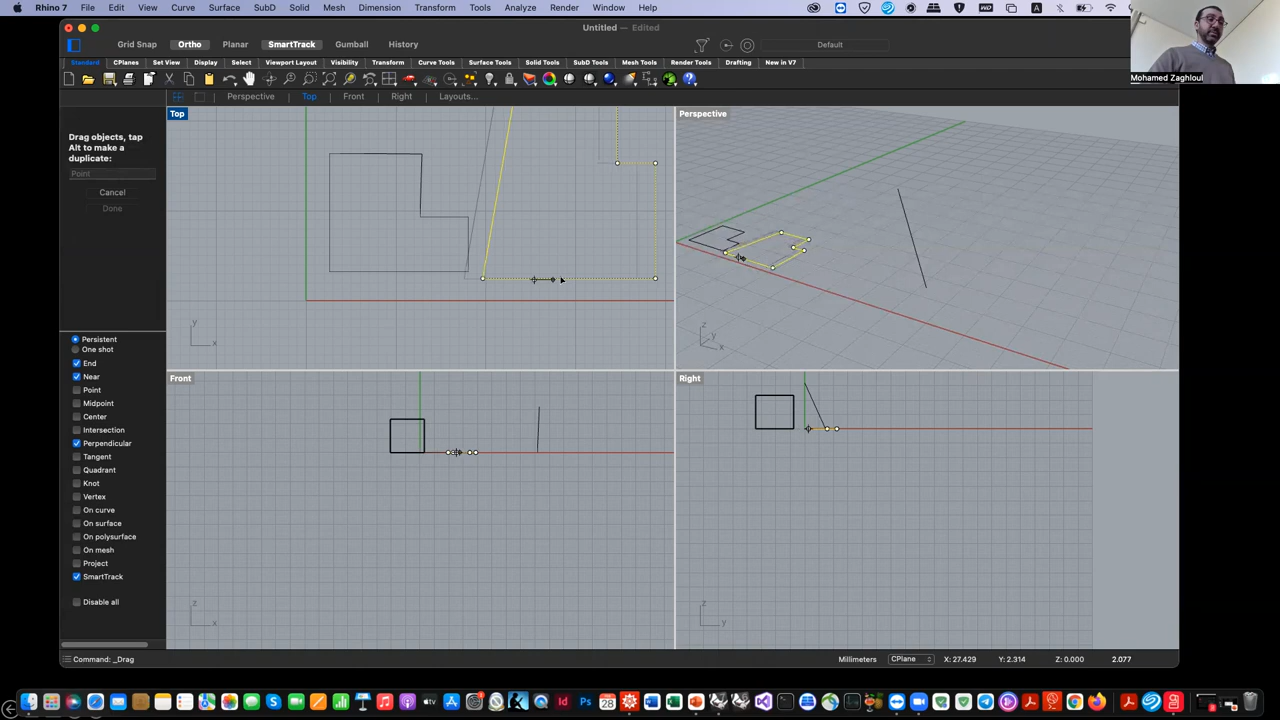 Rhino 7 File Edit View Curve Surface SubD Solid Mesh Dimension Transform Tools Analyze Render Window Help
Untitled — Edited
Grid Snap Ortho Planar SmartTrack Gumball History Default
Standard CPlanes Set View Display Select Viewport Layout Visibility Transform Curve Tools Surface Tools Solid Tools SubD Tools Mesh Tools Render Tools Drafting New in V7
Mohamed Zaghloul
Perspective Top Front Right Layouts...
Top
Perspective
Drag objects, tap
Alt to make a
duplicate:
Point
Cancel
Done
y
x
z
y
x
Persistent
One shot
End
Near
Point
Midpoint
Center
Intersection
Perpendicular
Tangent
Quadrant
Knot
Vertex
On curve
On surface
On polysurface
On mesh
Project
SmartTrack
Disable all
Front
Right
z
x
z
y
Command: _Drag
Millimeters CPlane X: 27.429 Y: 2.314 Z: 0.000 2.077